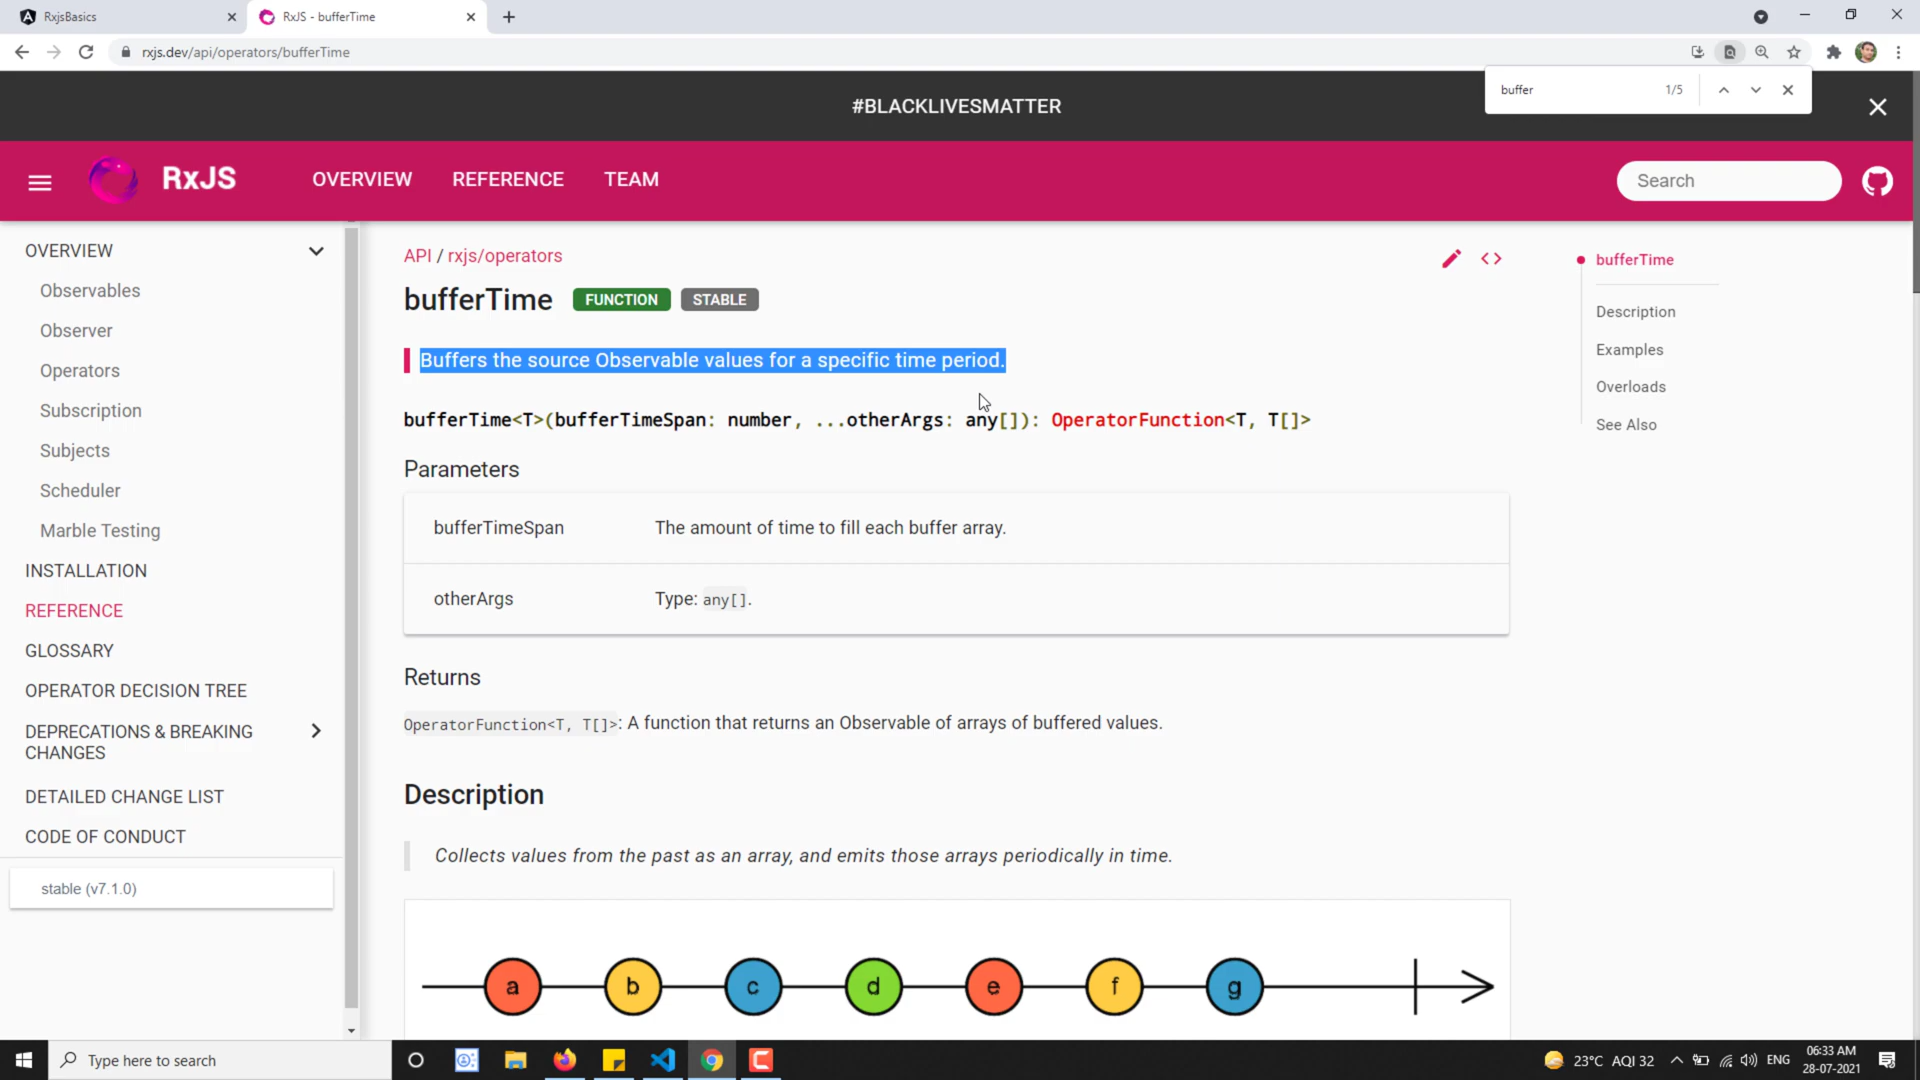 RxjsBasics
RxJS - bufferTime
rxjs.dev/api/operators/bufferTime
buffer 1/5
#BLACKLIVESMATTER
RxJS
OVERVIEW REFERENCE TEAM
Search
OVERVIEW
Observables
Observer
Operators
Subscription
Subjects
Scheduler
Marble Testing
INSTALLATION
REFERENCE
GLOSSARY
OPERATOR DECISION TREE
DEPRECATIONS & BREAKING
CHANGES
DETAILED CHANGE LIST
CODE OF CONDUCT
stable (v7.1.0)
API / rxjs/operators
bufferTime FUNCTION STABLE
Buffers the source Observable values for a specific time period.
bufferTime<T>(bufferTimeSpan: number, ...otherArgs: any[]): OperatorFunction<T, T[]>
Parameters
bufferTimeSpan The amount of time to fill each buffer array.
otherArgs Type: any[].
Returns
OperatorFunction<T, T[]>: A function that returns an Observable of arrays of buffered values.
Description
Collects values from the past as an array, and emits those arrays periodically in time.
a b c d e f g
bufferTime
Description
Examples
Overloads
See Also
Type here to search
23°C AQI 32
ENG
06:33 AM
28-07-2021